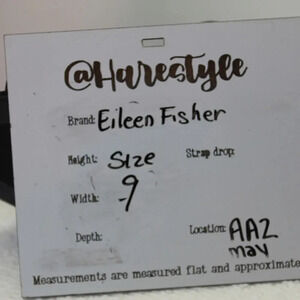 @Harestyle
Brand: Eileen Fisher
Height: Size Strap drop:
Width: 9
Depth: Location: AA2
may
Measurements are measured flat and approximate